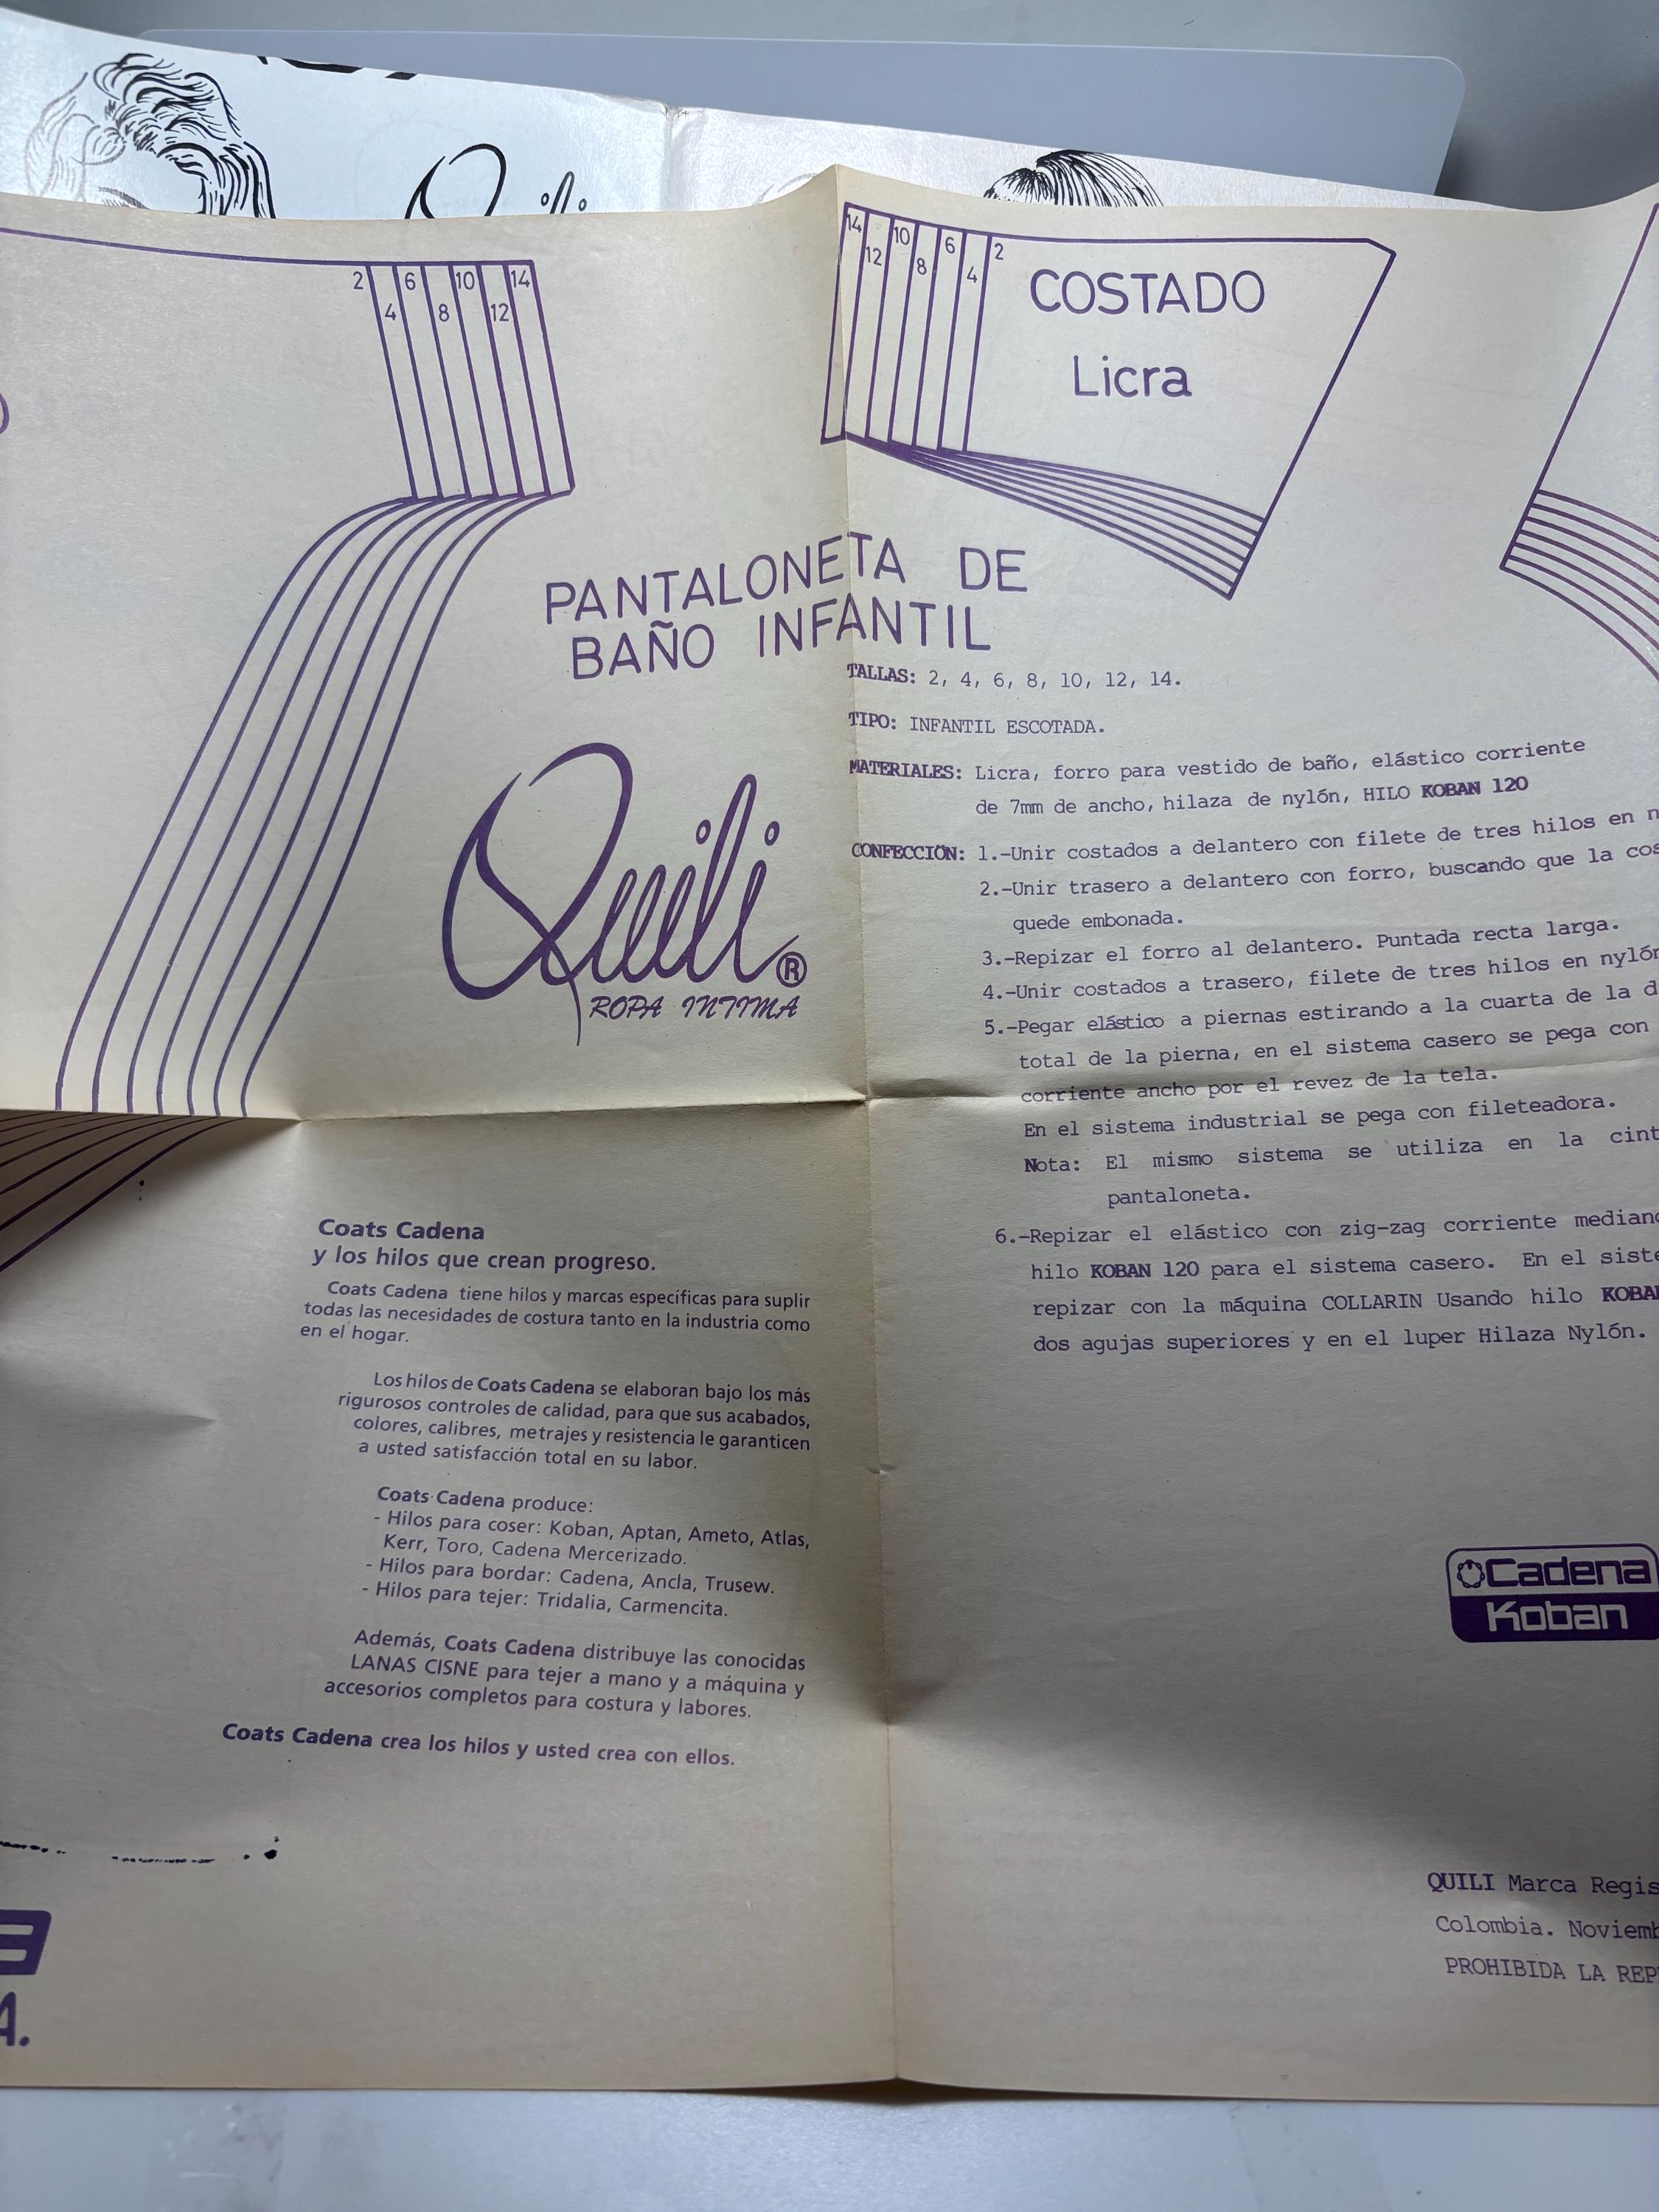 Quili
2 4 6 8 10 12 14
14 12 10 8 6 4 2
COSTADO
Licra
PANTALONETA DE
BAÑO INFANTIL
Quili ®
ROPA INTIMA
TALLAS: 2, 4, 6, 8, 10, 12, 14.
TIPO: INFANTIL ESCOTADA.
MATERIALES: Licra, forro para vestido de baño, elástico corriente
de 7mm de ancho, hilaza de nylón, HILO KOBAN 120
CONFECCIÓN: 1.-Unir costados a delantero con filete de tres hilos en
2.-Unir trasero a delantero con forro, buscando que la
quede embonada.
3.-Repizar el forro al delantero. Puntada recta larga.
4.-Unir costados a trasero, filete de tres hilos en nylón
5.-Pegar elástico a piernas estirando a la cuarta de la
total de la pierna, en el sistema casero se pega con
corriente ancho por el revez de la tela.
En el sistema industrial se pega con fileteadora.
Nota: El mismo sistema se utiliza en la
pantaloneta.
6.-Repizar el elástico con zig-zag corriente
hilo KOBAN 120 para el sistema casero. En el
repizar con la máquina COLLARIN Usando hilo
dos agujas superiores y en el luper Hilaza Nylón.
Coats Cadena
y los hilos que crean progreso.
Coats Cadena tiene hilos y marcas específicas para suplir
todas las necesidades de costura tanto en la industria como
en el hogar.
Los hilos de Coats Cadena se elaboran bajo los más
rigurosos controles de calidad, para que sus acabados,
colores, calibres, metrajes y resistencia le garanticen
a usted satisfacción total en su labor.
Coats Cadena produce:
- Hilos para coser: Koban, Aptan, Ameto, Atlas,
Kerr, Toro, Cadena Mercerizado.
- Hilos para bordar: Cadena, Ancla, Trusew.
- Hilos para tejer: Tridalia, Carmencita.
Además, Coats Cadena distribuye las conocidas
LANAS CISNE para tejer a mano y a máquina y
accesorios completos para costura y labores.
Coats Cadena crea los hilos y usted crea con ellos.
Cadena
Koban
QUILI Marca
Colombia.
PROHIBIDA LA
A.